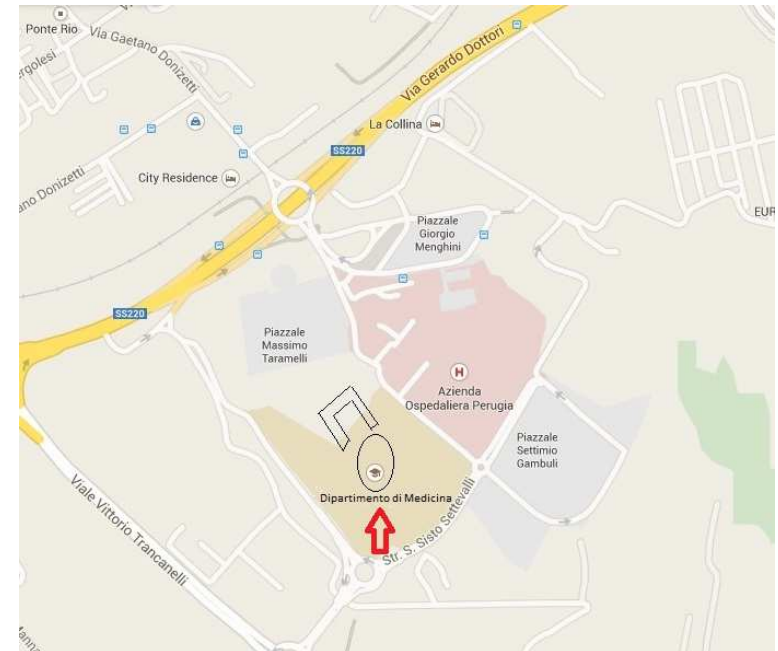 Ponte Rio
Via Gaetano Donizetti
Via Gerardo Dottori
La Collina
SS220
City Residence
ano Donizetti
Piazzale
Giorgio
Menghini
EUR
SS220
Piazzale
Massimo
Taramelli
H
Azienda
Ospedaliera Perugia
Piazzale
Settimio
Gambuli
Dipartimento di Medicina
Viale Vittorio Trancanelli
Str. S. Sisto Settevalli